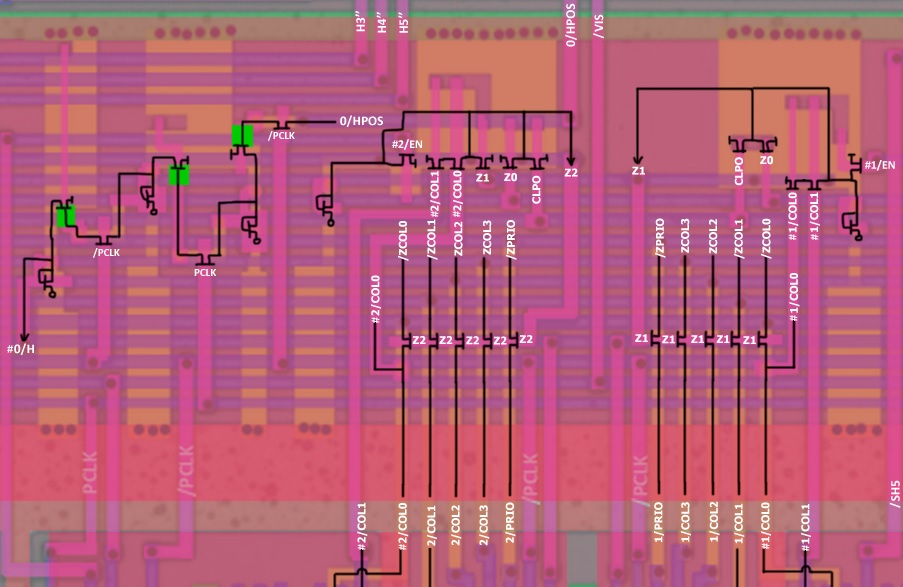 H3"
H4"
H5"
0/HPOS
/VIS
/PCLK
0/HPOS
#2/EN
#2/COL1
#2/COL0
Z1
Z0
CLPO
Z2
Z1
CLPO
Z0
#1/COL0
#1/COL1
#1/EN
/PCLK
PCLK
#0/H
#2/COL0
/ZCOL0
/ZCOL1
ZCOL2
ZCOL3
/ZPRIO
/ZPRIO
ZCOL3
ZCOL2
/ZCOL1
/ZCOL0
#1/COL0
Z2
Z2
Z2
Z2
Z2
Z1
Z1
Z1
Z1
Z1
PCLK
/PCLK
/PCLK
/PCLK
/SH5
#2/COL1
#2/COL0
2/COL1
2/COL2
2/COL3
2/PRIO
1/PRIO
1/COL3
1/COL2
1/COL1
#1/COL0
#1/COL1